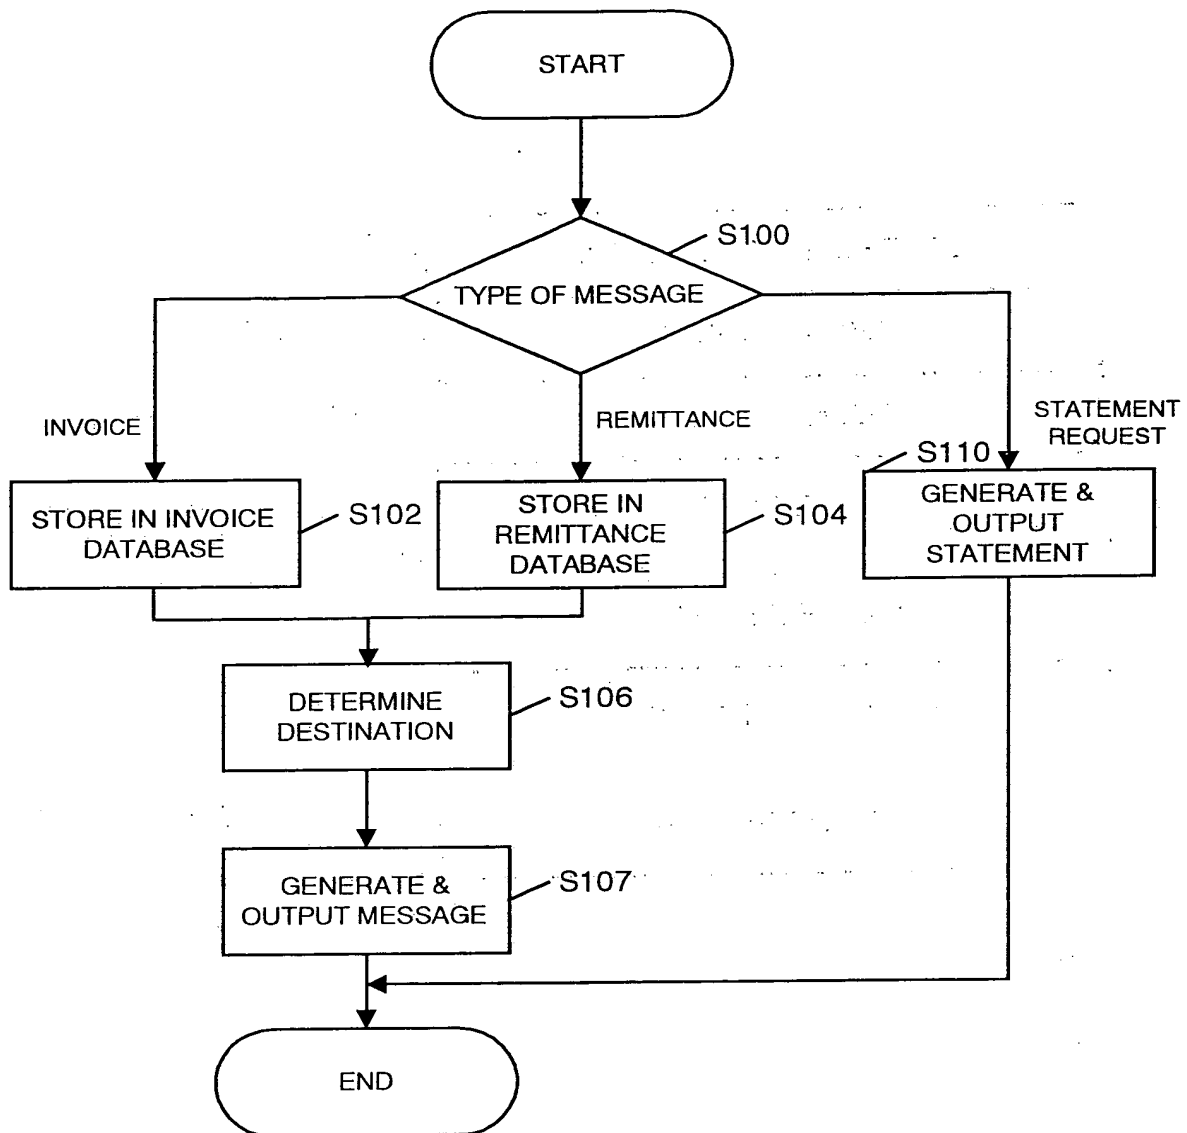 START
S100
TYPE OF MESSAGE
INVOICE
REMITTANCE
STATEMENT
REQUEST
STORE IN INVOICE
DATABASE
S102
STORE IN
REMITTANCE
DATABASE
S104
S110
GENERATE &
OUTPUT
STATEMENT
DETERMINE
DESTINATION
S106
GENERATE &
OUTPUT MESSAGE
S107
END